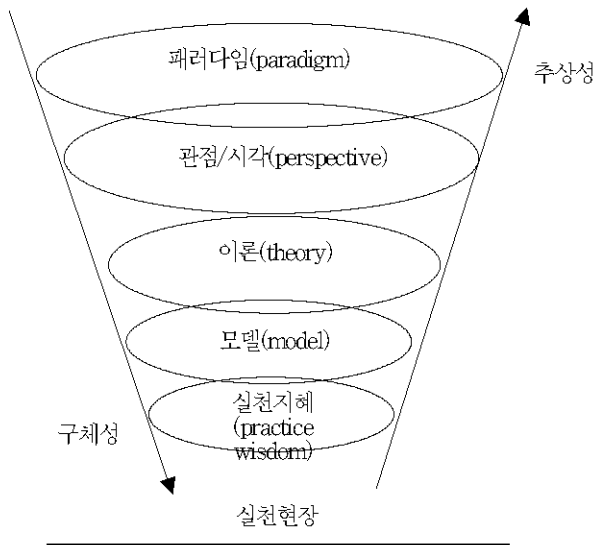 패러다임(paradigm)
추상성
관점/시각(perspective)
이론(theory)
모델(model)
실천지혜
(practice
wisdom)
구체성
실천현장